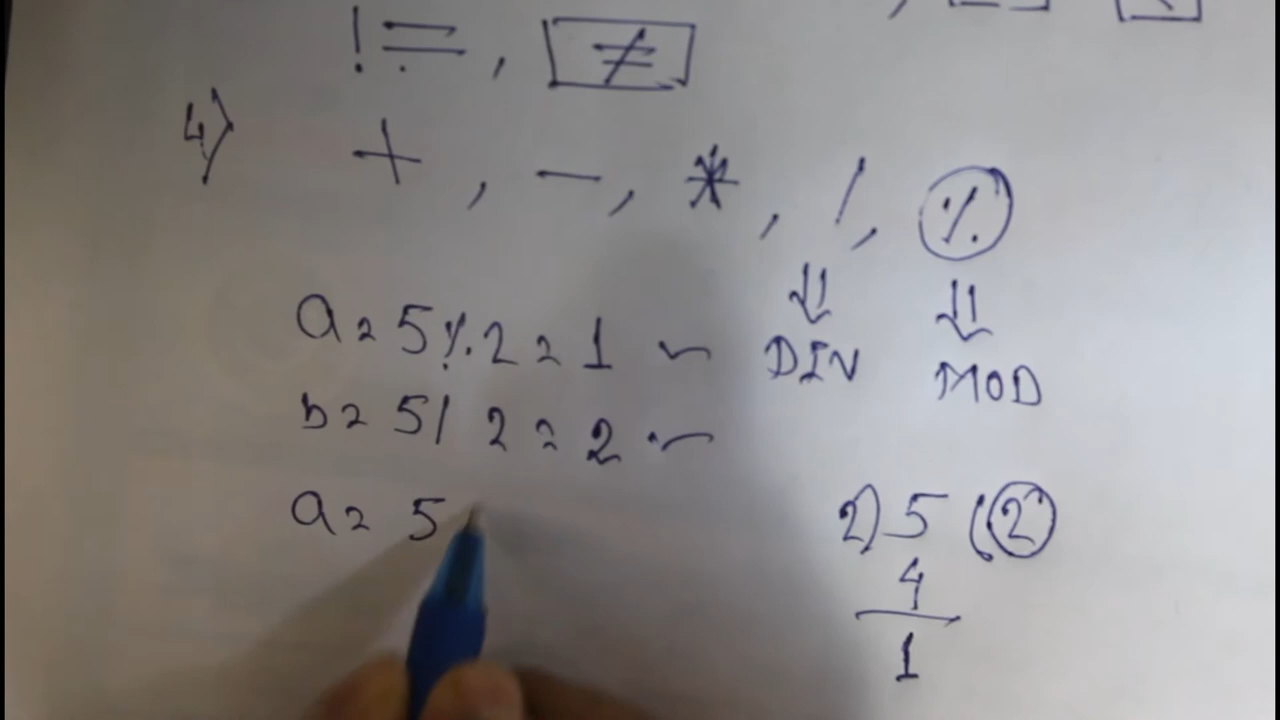 !=, ≠
4) +, -, *, /, %
⇓ ⇓
a = 5 % 2 = 1 DIV MOD
b = 5 / 2 = 2
a = 5 2) 5 (2
4
1